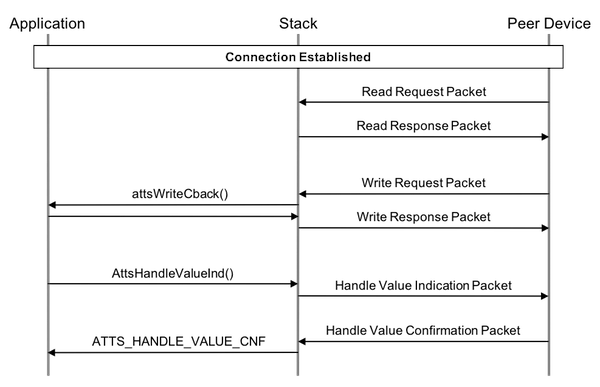 Application
Stack
Peer Device
Connection Established
Read Request Packet
Read Response Packet
Write Request Packet
attsWriteCback()
Write Response Packet
AttsHandleValueInd()
Handle Value Indication Packet
Handle Value Confirmation Packet
ATTS_HANDLE_VALUE_CNF